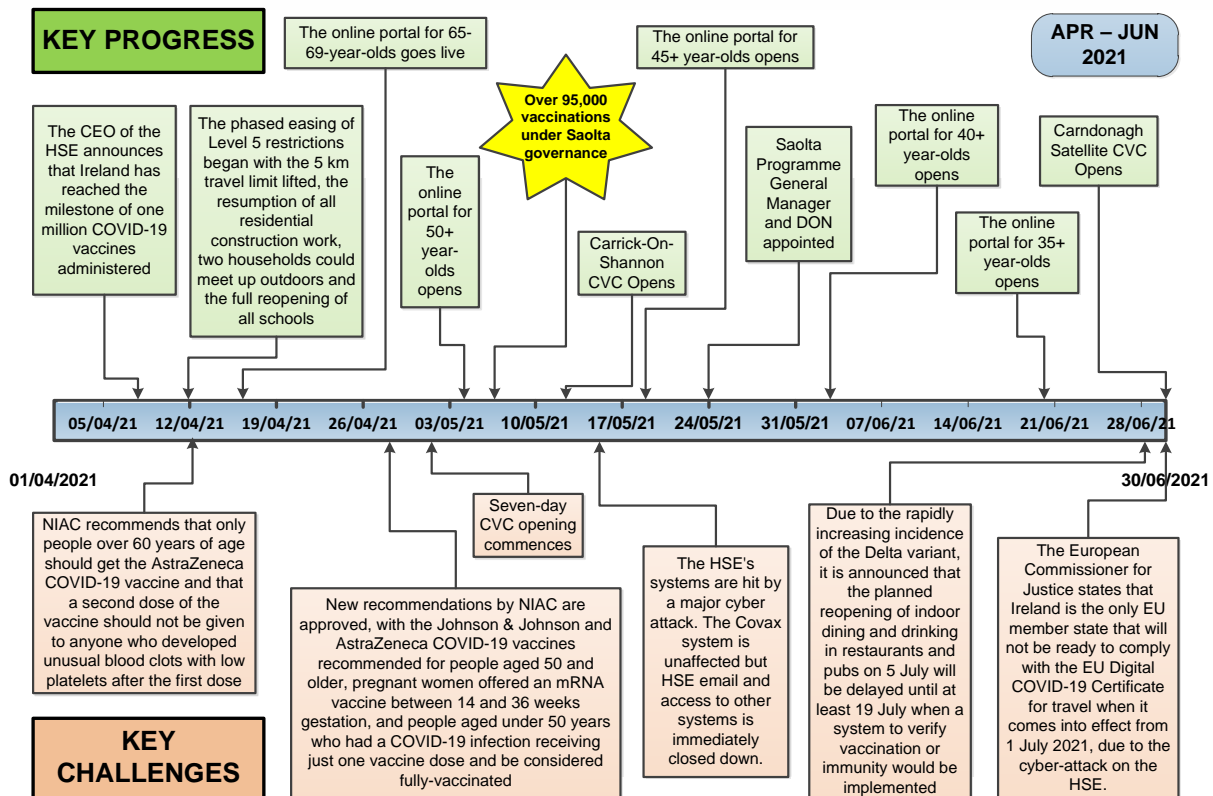 KEY PROGRESS
The online portal for 65-
69-year-olds goes live
The online portal for
45+ year-olds opens
APR – JUN
2021
The CEO of the
HSE announces
that Ireland has
reached the
milestone of one
million COVID-19
vaccines
administered
The phased easing of
Level 5 restrictions
began with the 5 km
travel limit lifted, the
resumption of all
residential
construction work,
two households could
meet up outdoors and
the full reopening of
all schools
The
online
portal for
50+
year-
olds
opens
Over 95,000
vaccinations
under Saolta
governance
Carrick-On-
Shannon
CVC Opens
Saolta
Programme
General
Manager
and DON
appointed
The online
portal for 40+
year-olds
opens
The online
portal for 35+
year-olds
opens
Carndonagh
Satellite CVC
Opens
05/04/21 12/04/21 19/04/21 26/04/21 03/05/21 10/05/21 17/05/21 24/05/21 31/05/21 07/06/21 14/06/21 21/06/21 28/06/21
01/04/2021
30/06/2021
NIAC recommends that only
people over 60 years of age
should get the AstraZeneca
COVID-19 vaccine and that
a second dose of the
vaccine should not be given
to anyone who developed
unusual blood clots with low
platelets after the first dose
New recommendations by NIAC are
approved, with the Johnson & Johnson and
AstraZeneca COVID-19 vaccines
recommended for people aged 50 and
older, pregnant women offered an mRNA
vaccine between 14 and 36 weeks
gestation, and people aged under 50 years
who had a COVID-19 infection receiving
just one vaccine dose and be considered
fully-vaccinated
Seven-day
CVC opening
commences
The HSE's
systems are hit by
a major cyber
attack. The Covax
system is
unaffected but
HSE email and
access to other
systems is
immediately
closed down.
Due to the rapidly
increasing incidence
of the Delta variant,
it is announced that
the planned
reopening of indoor
dining and drinking
in restaurants and
pubs on 5 July will
be delayed until at
least 19 July when a
system to verify
vaccination or
immunity would be
implemented
The European
Commissioner for
Justice states that
Ireland is the only EU
member state that will
not be ready to comply
with the EU Digital
COVID-19 Certificate
for travel when it
comes into effect from
1 July 2021, due to the
cyber-attack on the
HSE.
KEY
CHALLENGES